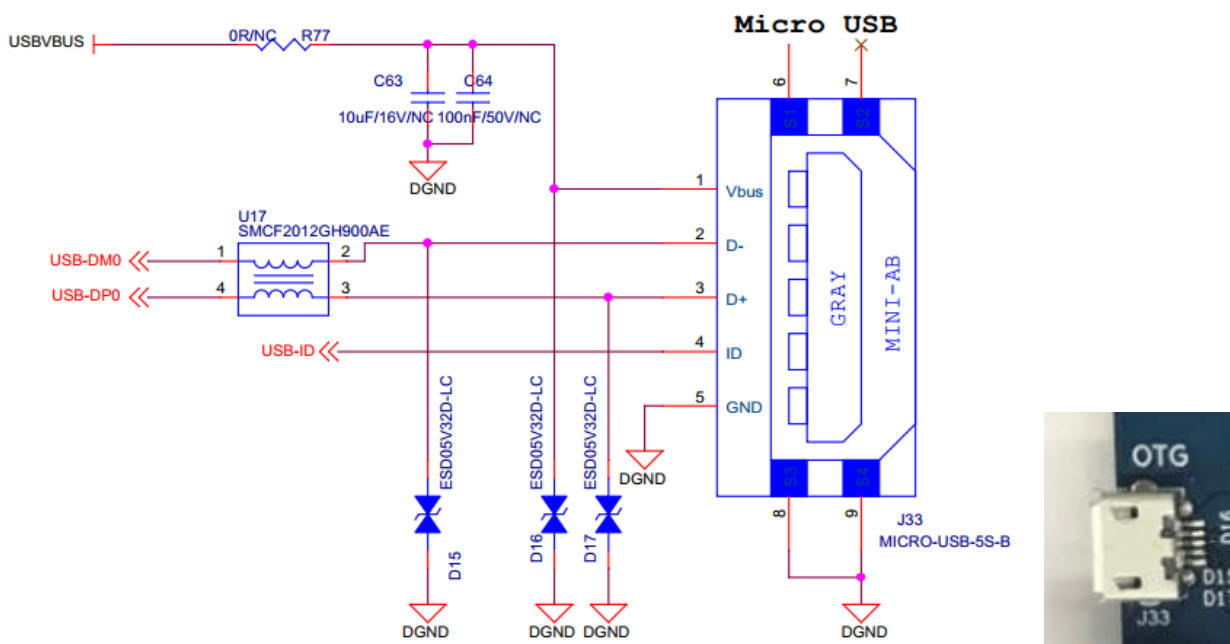 Micro USB
USBVBUS
0R/NC R77
C63 C64
10uF/16V/NC 100nF/50V/NC
DGND
6 7
S1 S2
U17
SMCF2012GH900AE
USB-DM0 1 2
USB-DP0 4 3
USB-ID
1 Vbus
2 D-
3 D+
4 ID
5 GND
GRAY
MINI-AB
DGND
S3 S4
8 9
J33
MICRO-USB-5S-B
ESD05V32D-LC ESD05V32D-LC ESD05V32D-LC
D15 D16 D17
DGND DGND DGND DGND
OTG
J33